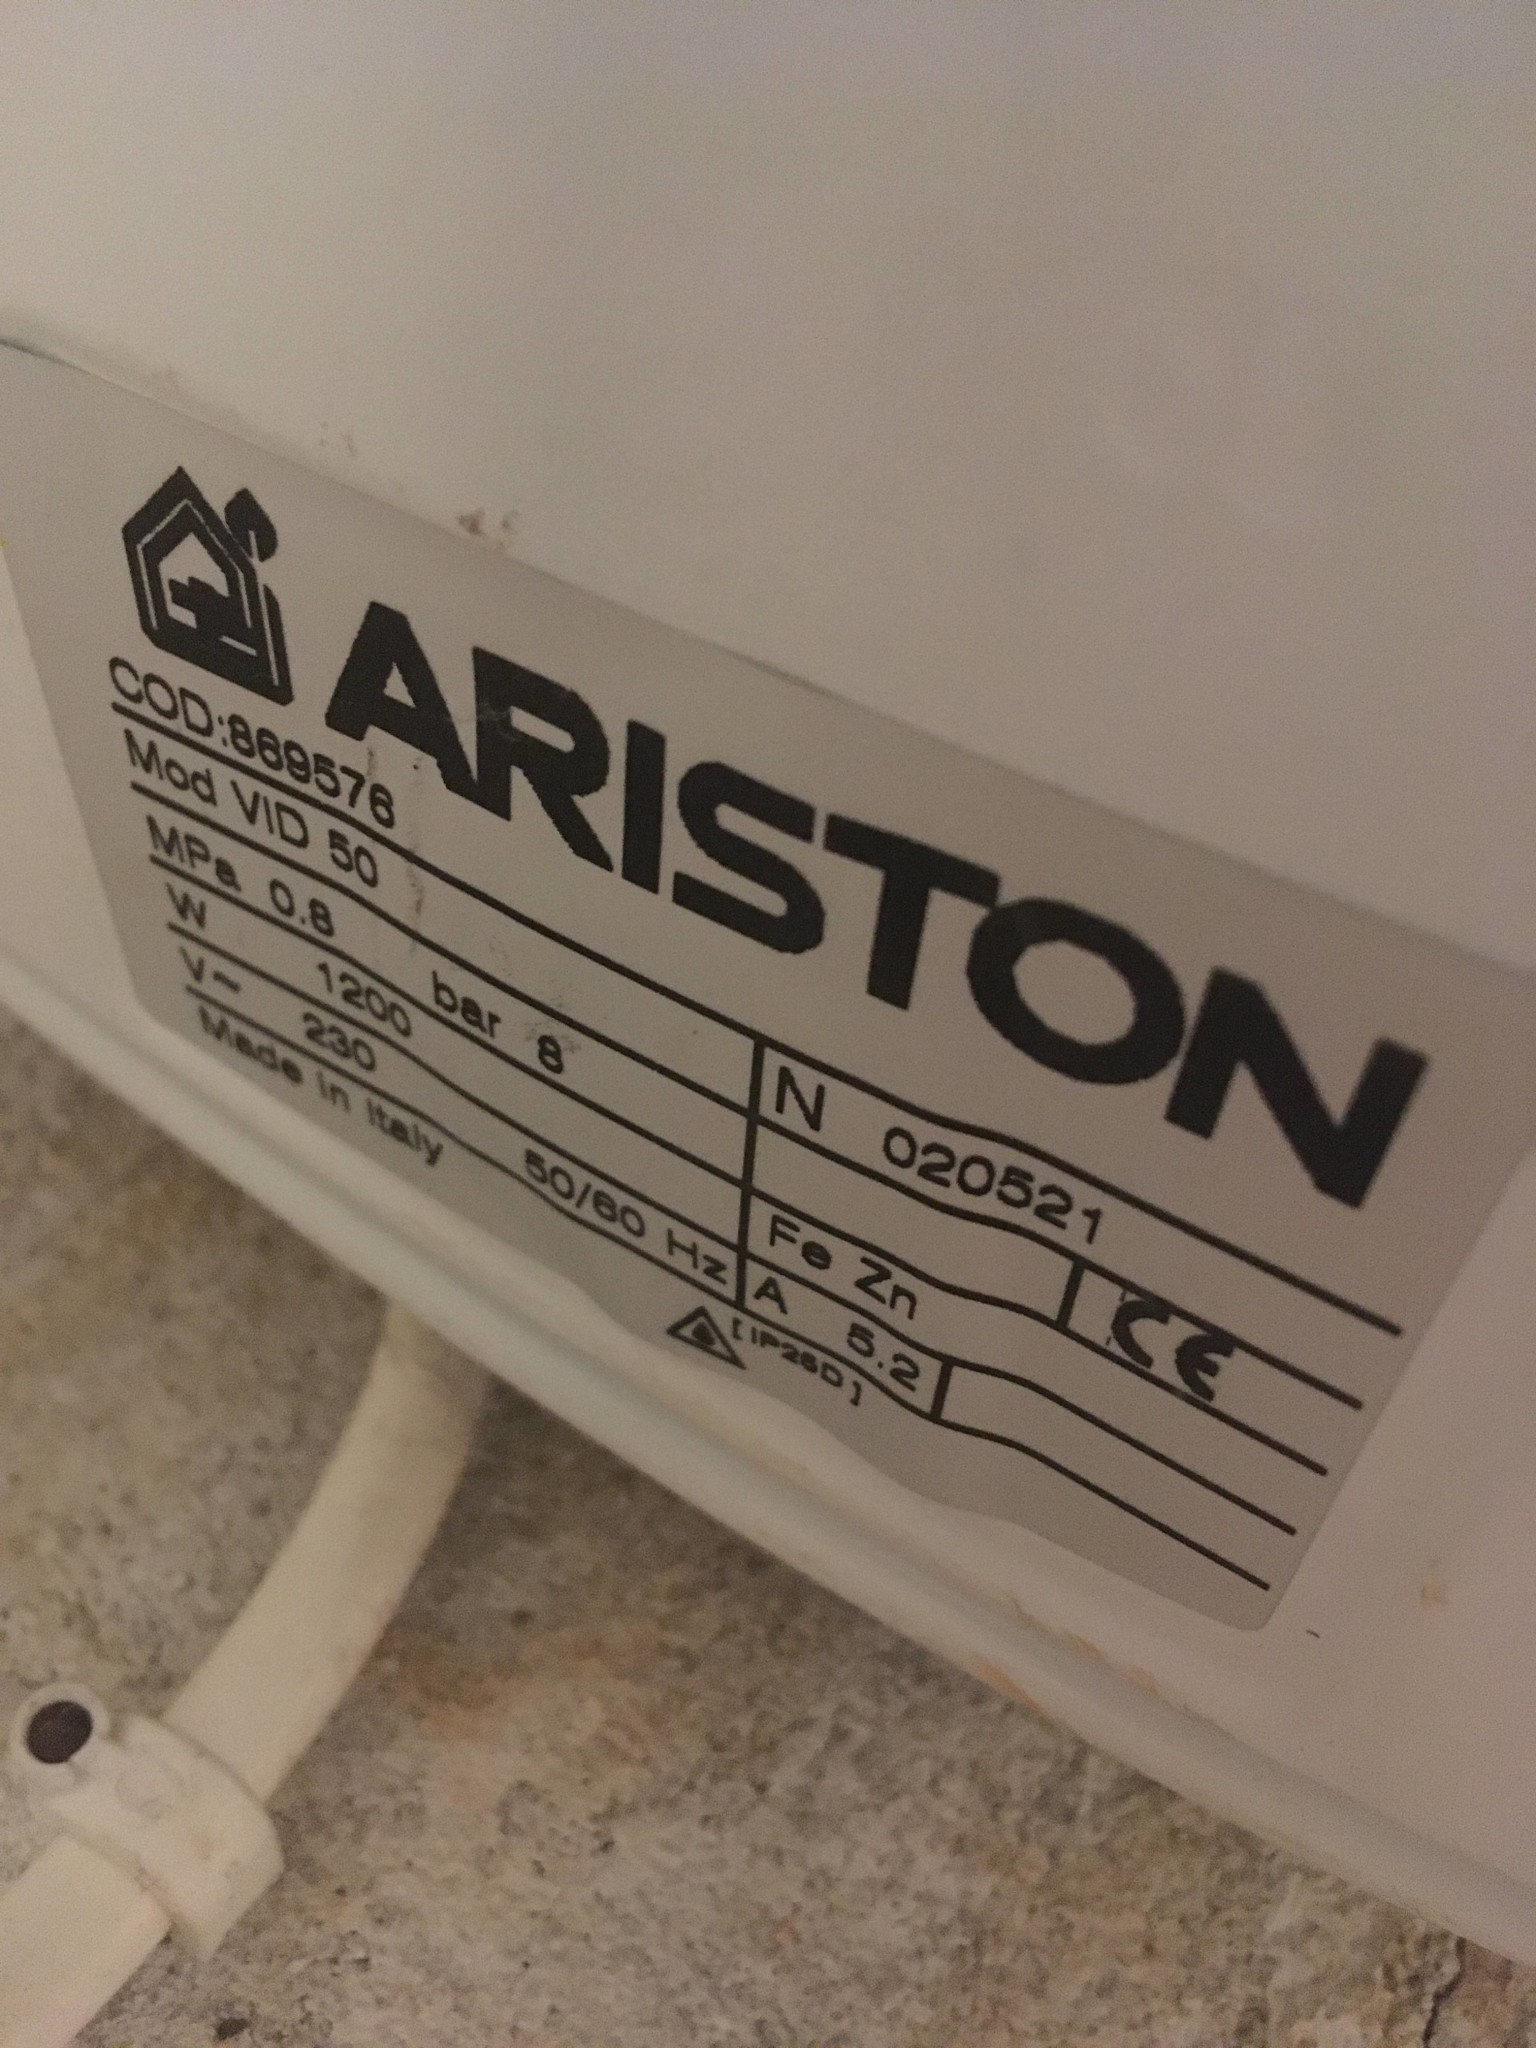 ARISTON
COD:869576
Mod VID 50 N 020521
MPa 0.8 bar 8
W 1200 Fe Zn CE
V~ 230 50/60 Hz A 5.2
Made in Italy [IP25D]